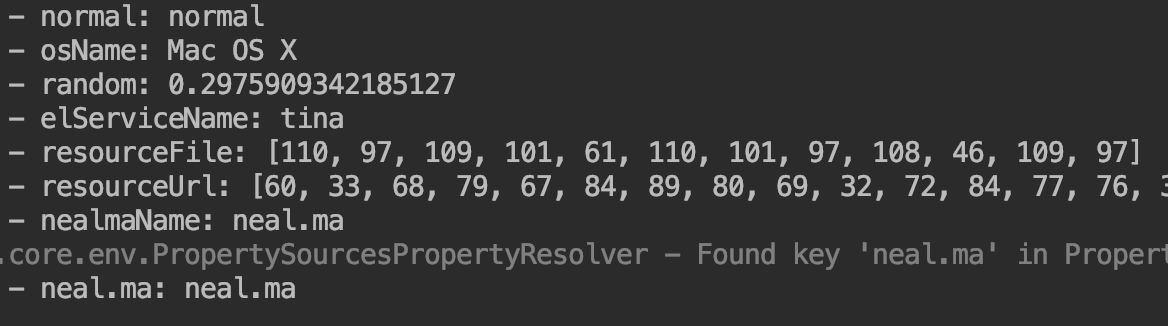 - normal: normal
- osName: Mac OS X
- random: 0.2975909342185127
- elServiceName: tina
- resourceFile: [110, 97, 109, 101, 61, 110, 101, 97, 108, 46, 109, 97]
- resourceUrl: [60, 33, 68, 79, 67, 84, 89, 80, 69, 32, 72, 84, 77, 76,
- nealmaName: neal.ma
.core.env.PropertySourcesPropertyResolver - Found key 'neal.ma' in Propert
- neal.ma: neal.ma